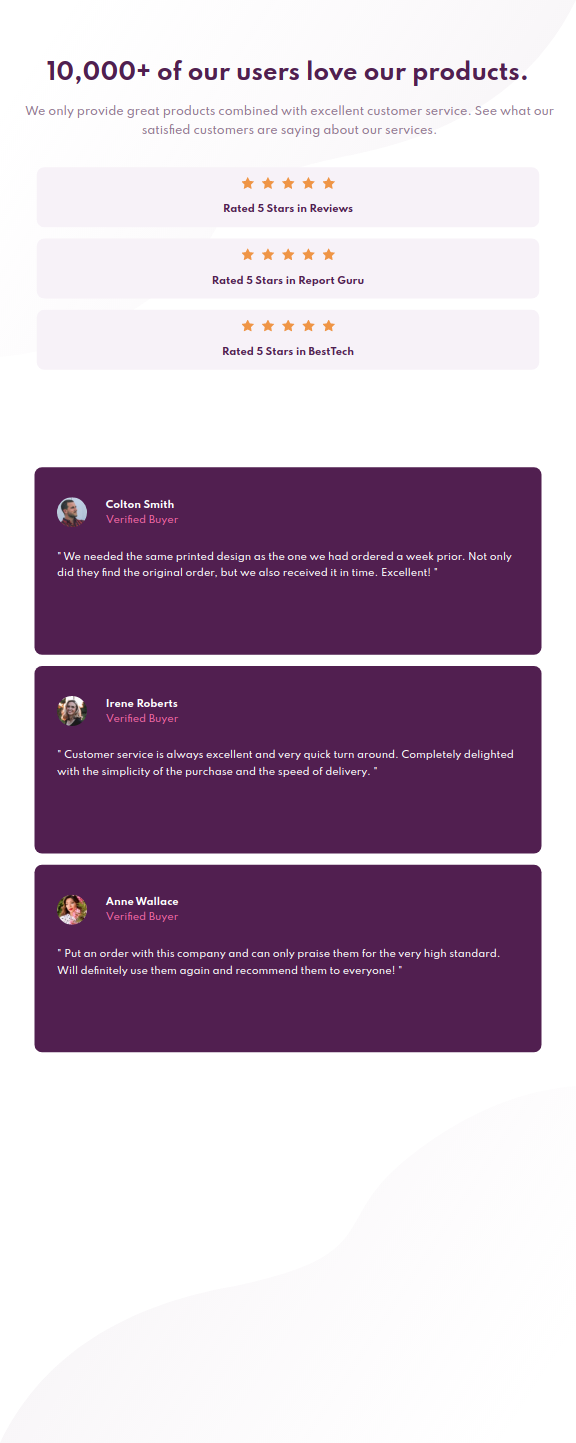 10,000+ of our users love our products.
We only provide great products combined with excellent customer service. See what our
satisfied customers are saying about our services.
Rated 5 Stars in Reviews
Rated 5 Stars in Report Guru
Rated 5 Stars in BestTech
Colton Smith
Verified Buyer
" We needed the same printed design as the one we had ordered a week prior. Not only
did they find the original order, but we also received it in time. Excellent! "
Irene Roberts
Verified Buyer
" Customer service is always excellent and very quick turn around. Completely delighted
with the simplicity of the purchase and the speed of delivery. "
Anne Wallace
Verified Buyer
" Put an order with this company and can only praise them for the very high standard.
Will definitely use them again and recommend them to everyone! "